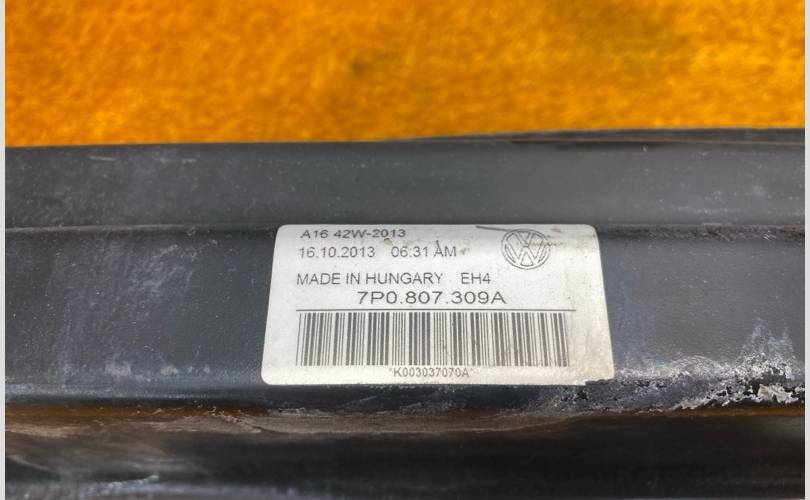 A16 42W-2013
16.10.2013 06:31 AM
MADE IN HUNGARY EH4
7P0.807.309A
*K003037070A*